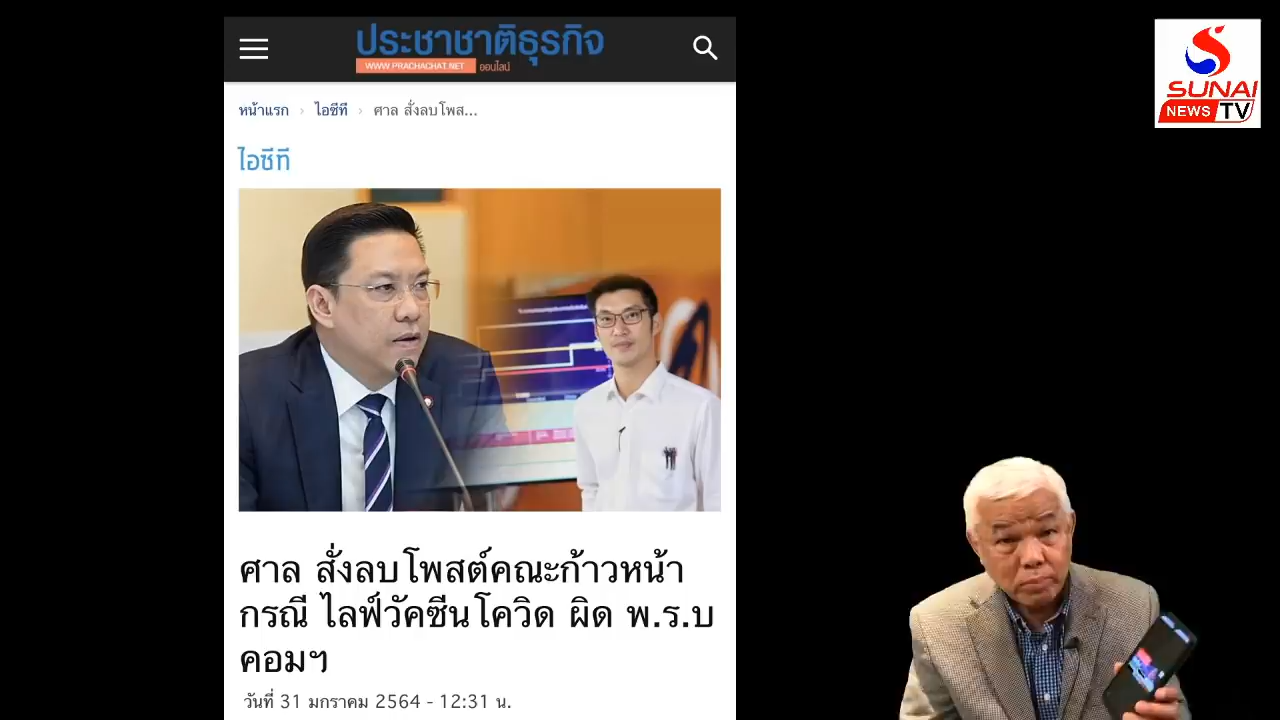 ประชาชาติธุรกิจ
WWW.PRACHACHAT.NET ออนไลน์
SUNAI
NEWS TV
หน้าแรก › ไอซีที › ศาล สั่งลบโพส...
ไอซีที
ศาล สั่งลบโพสต์คณะก้าวหน้า
กรณี ไลฟ์วัคซีนโควิด ผิด พ.ร.บ
คอมฯ
วันที่ 31 มกราคม 2564 - 12:31 น.